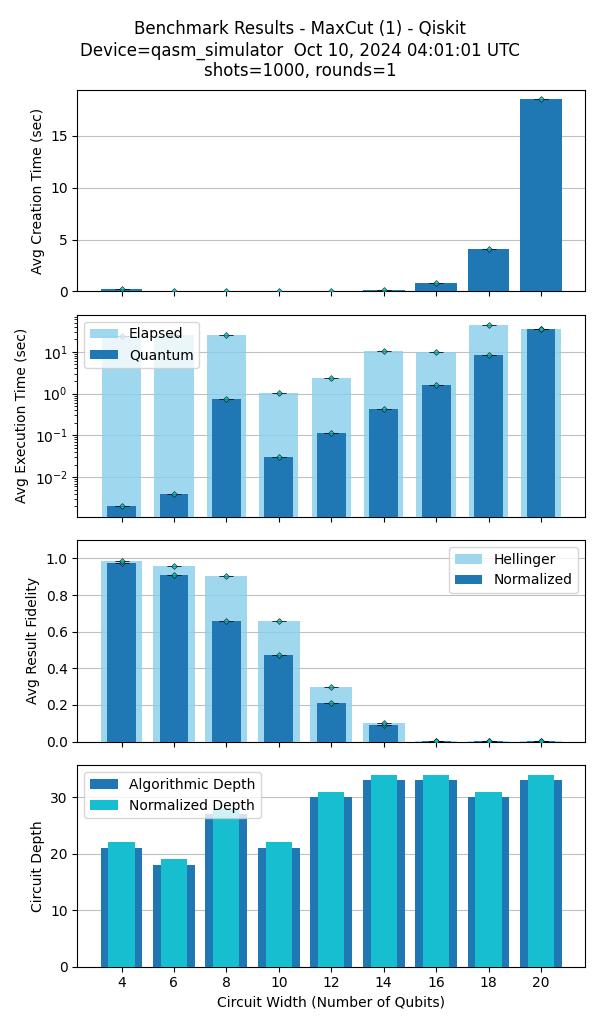 Benchmark Results - MaxCut (1) - Qiskit
Device=qasm_simulator  Oct 10, 2024 04:01:01 UTC
shots=1000, rounds=1
Avg Creation Time (sec)
15
10
5
0
Avg Execution Time (sec)
Elapsed
Quantum
10¹
10⁰
10⁻¹
10⁻²
Avg Result Fidelity
Hellinger
Normalized
1.0
0.8
0.6
0.4
0.2
0.0
Circuit Depth
Algorithmic Depth
Normalized Depth
30
20
10
0
4 6 8 10 12 14 16 18 20
Circuit Width (Number of Qubits)